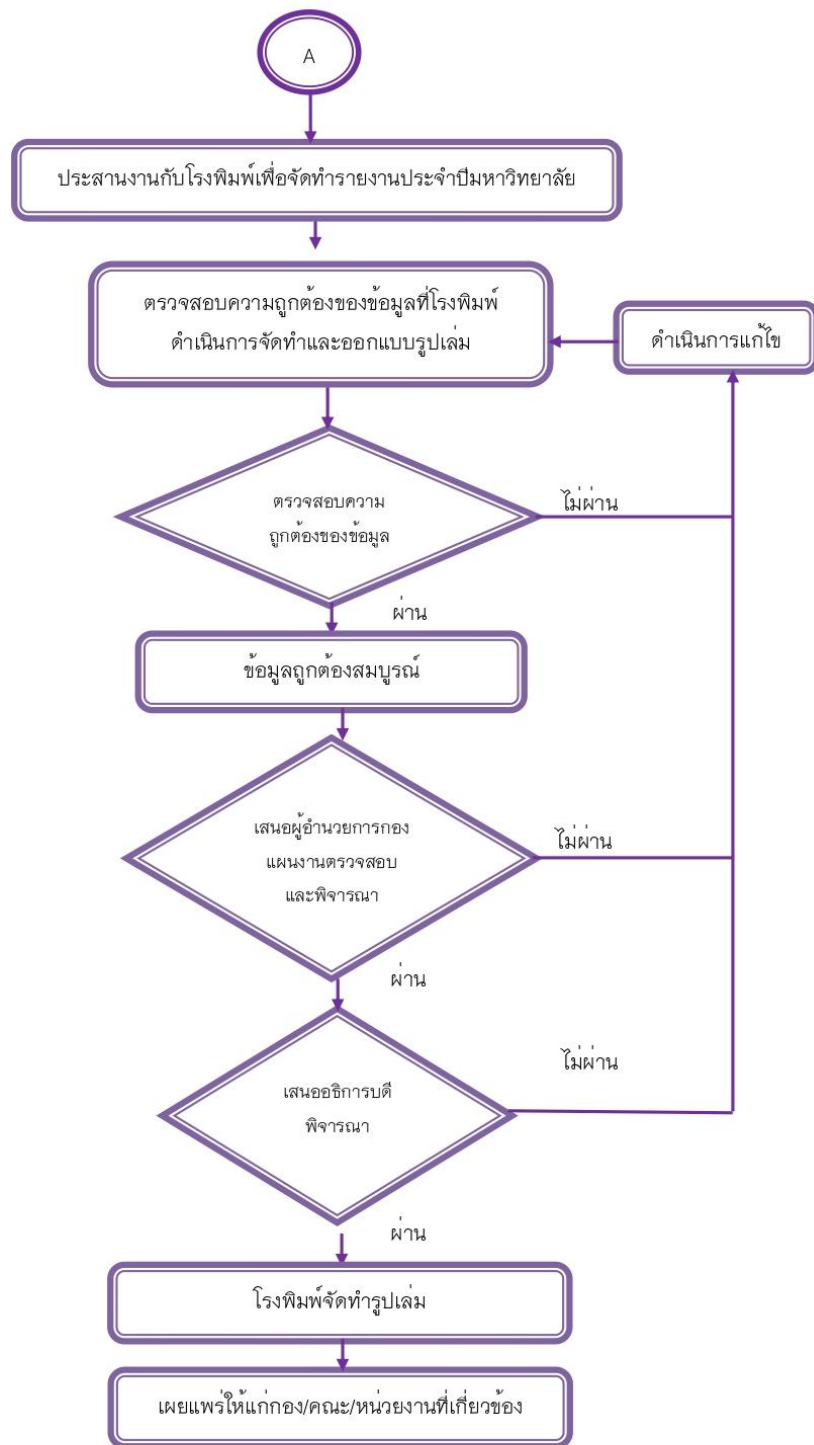 A
ประสานงานกับโรงพิมพ์เพื่อจัดทำรายงานประจำปีมหาวิทยาลัย
ตรวจสอบความถูกต้องของข้อมูลที่โรงพิมพ์
ดำเนินการจัดทำและออกแบบรูปเล่ม
ดำเนินการแก้ไข
ตรวจสอบความ
ถูกต้องของข้อมูล
ไม่ผ่าน
ผ่าน
ข้อมูลถูกต้องสมบูรณ์
เสนอผู้อำนวยการกอง
แผนงานตรวจสอบ
และพิจารณา
ไม่ผ่าน
ผ่าน
เสนออธิการบดี
พิจารณา
ไม่ผ่าน
ผ่าน
โรงพิมพ์จัดทำรูปเล่ม
เผยแพร่ให้แก่กอง/คณะ/หน่วยงานที่เกี่ยวข้อง